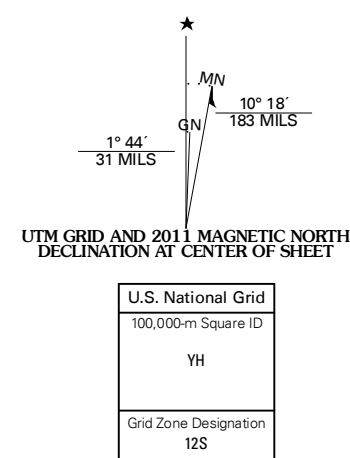 ★
MN
10° 18´
183 MILS
GN
1° 44´
31 MILS
UTM GRID AND 2011 MAGNETIC NORTH
DECLINATION AT CENTER OF SHEET
U.S. National Grid
100,000-m Square ID
YH
Grid Zone Designation
12S